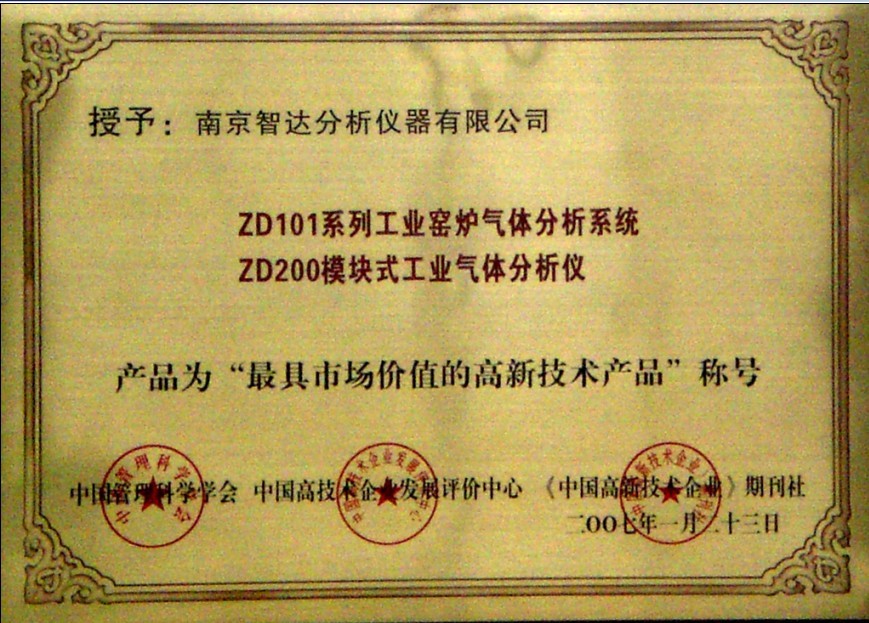 授予：南京智达分析仪器有限公司
ZD101系列工业窑炉气体分析系统
ZD200模块式工业气体分析仪
产品为“最具市场价值的高新技术产品”称号
中国管理科学学会 中国高技术企业发展评价中心 《中国高新技术企业》期刊社
二〇〇七年一月二十三日